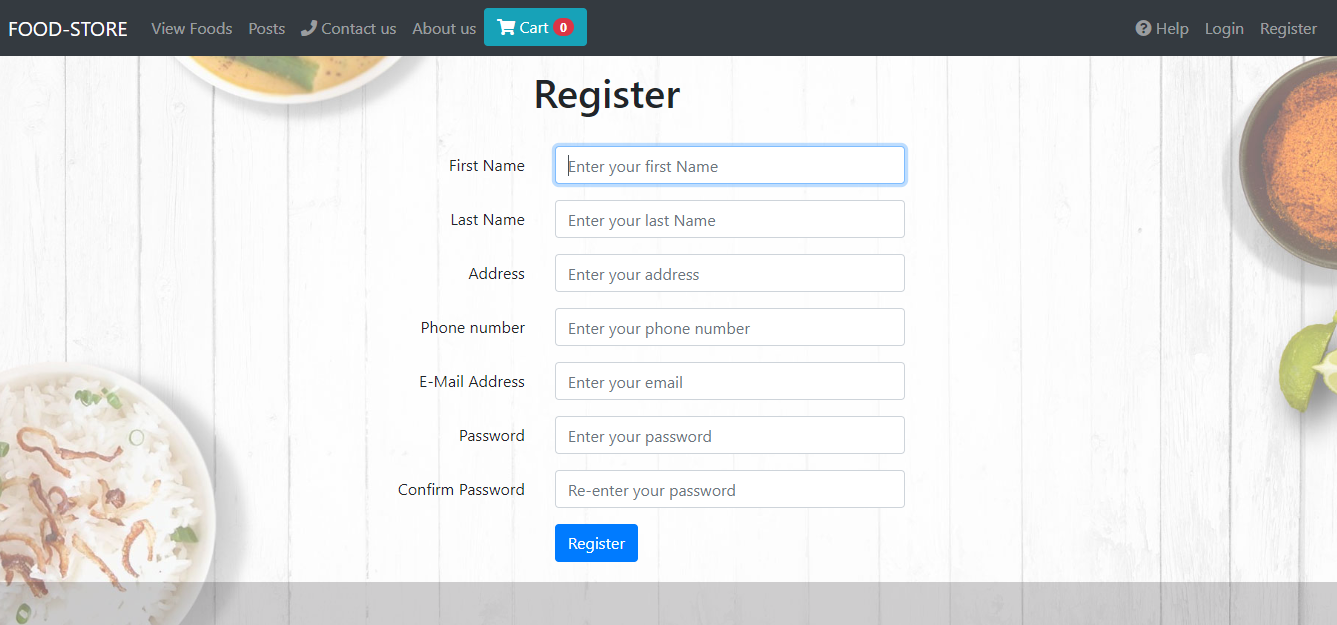 FOOD-STORE View Foods Posts Contact us About us Cart 0 Help Login Register
Register
First Name Enter your first Name
Last Name Enter your last Name
Address Enter your address
Phone number Enter your phone number
E-Mail Address Enter your email
Password Enter your password
Confirm Password Re-enter your password
Register